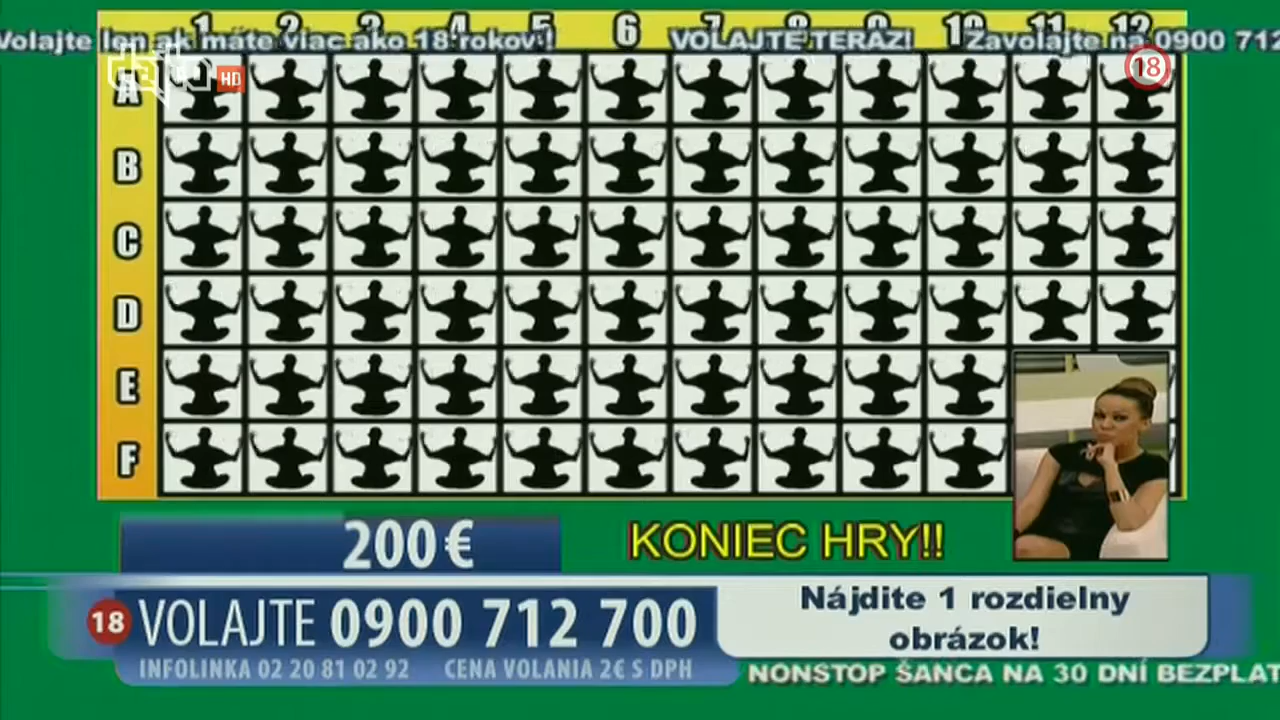 1 2 3 4 5 6 7 8 9 10 11 12
Volajte len ak máte viac ako 18 rokov! VOLAJTE TERAZ! Zavolajte na 0900 712
HD
18
A
B
C
D
E
F
200€
KONIEC HRY!!
18 VOLAJTE 0900 712 700
INFOLINKA 02 20 81 02 92 CENA VOLANIA 2€ S DPH
Nájdite 1 rozdielny
obrázok!
NONSTOP ŠANCA NA 30 DNÍ BEZPLAT